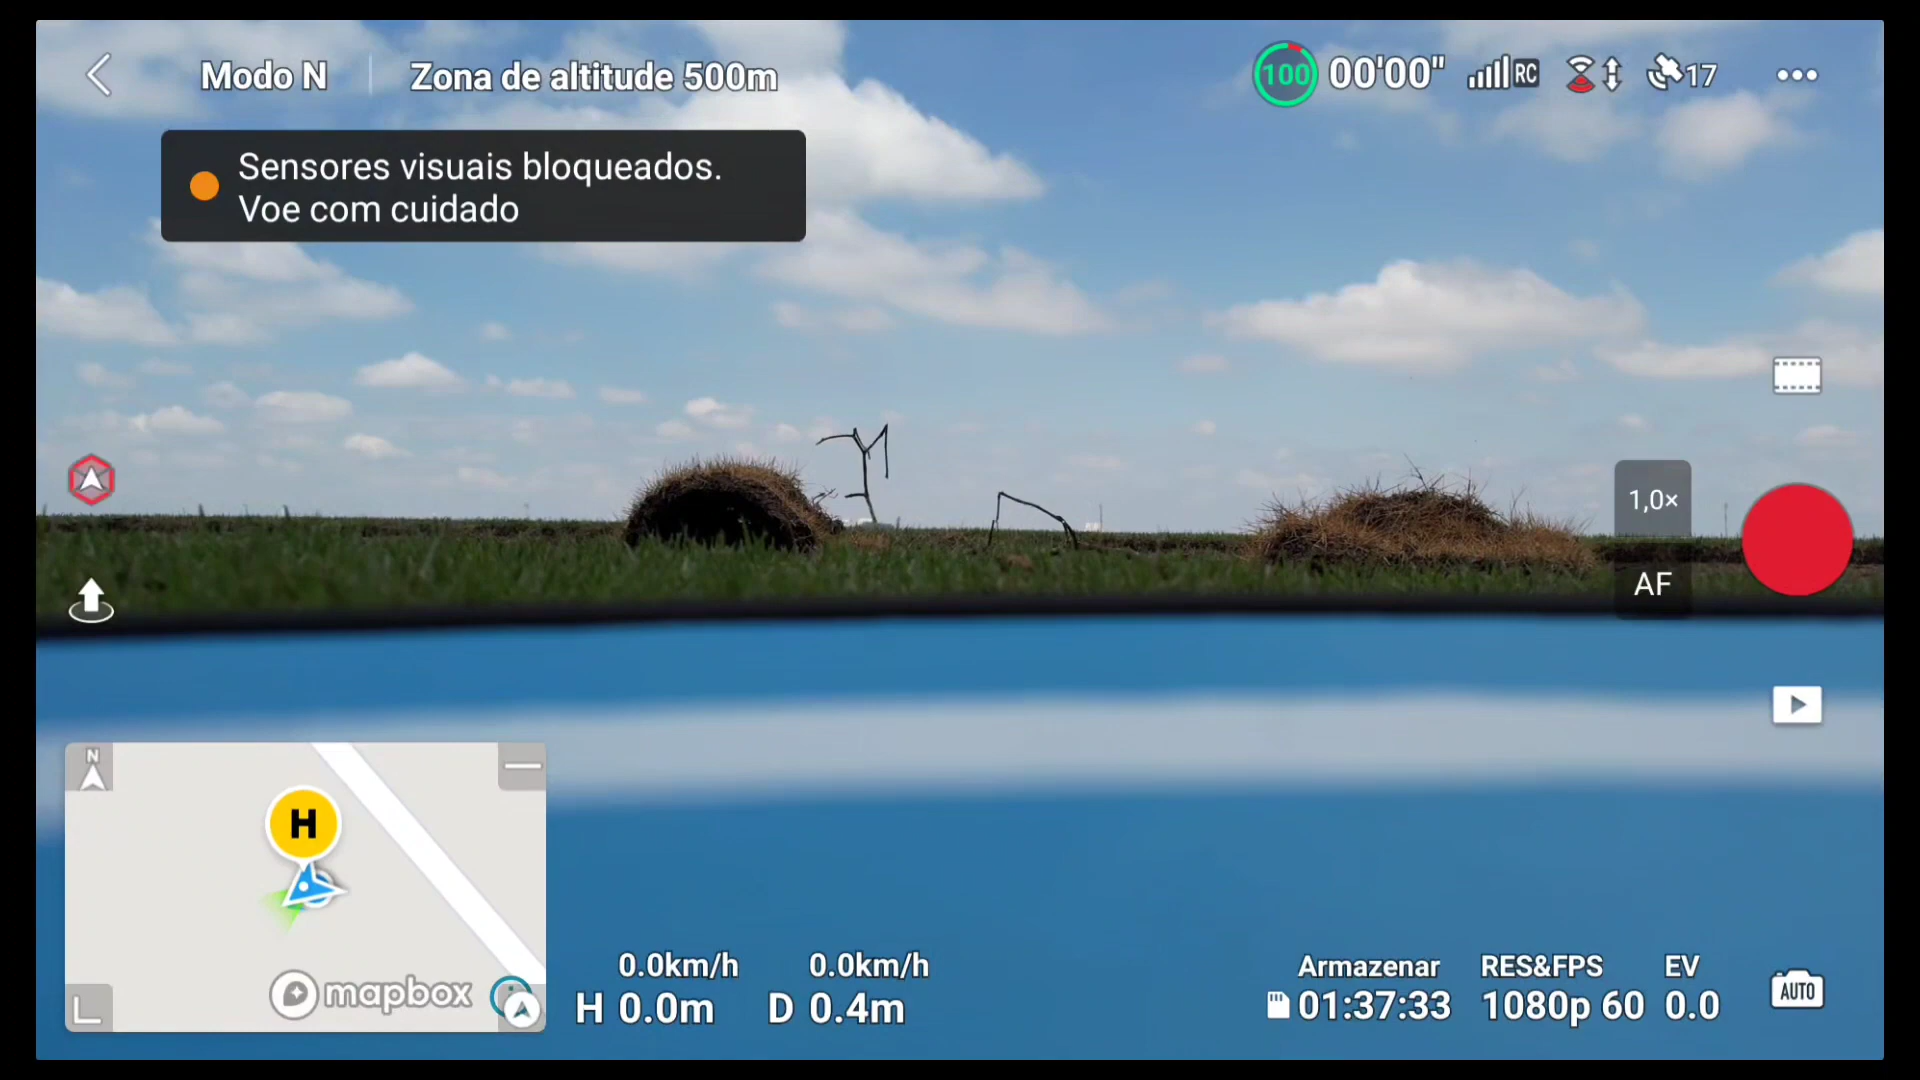 Modo N
Zona de altitude 500m
100
00'00"
RC
17
Sensores visuais bloqueados.
Voe com cuidado
1,0×
AF
N
H
mapbox
0.0km/h
0.0km/h
H 0.0m
D 0.4m
Armazenar
01:37:33
RES&FPS
1080p 60
EV
0.0
AUTO